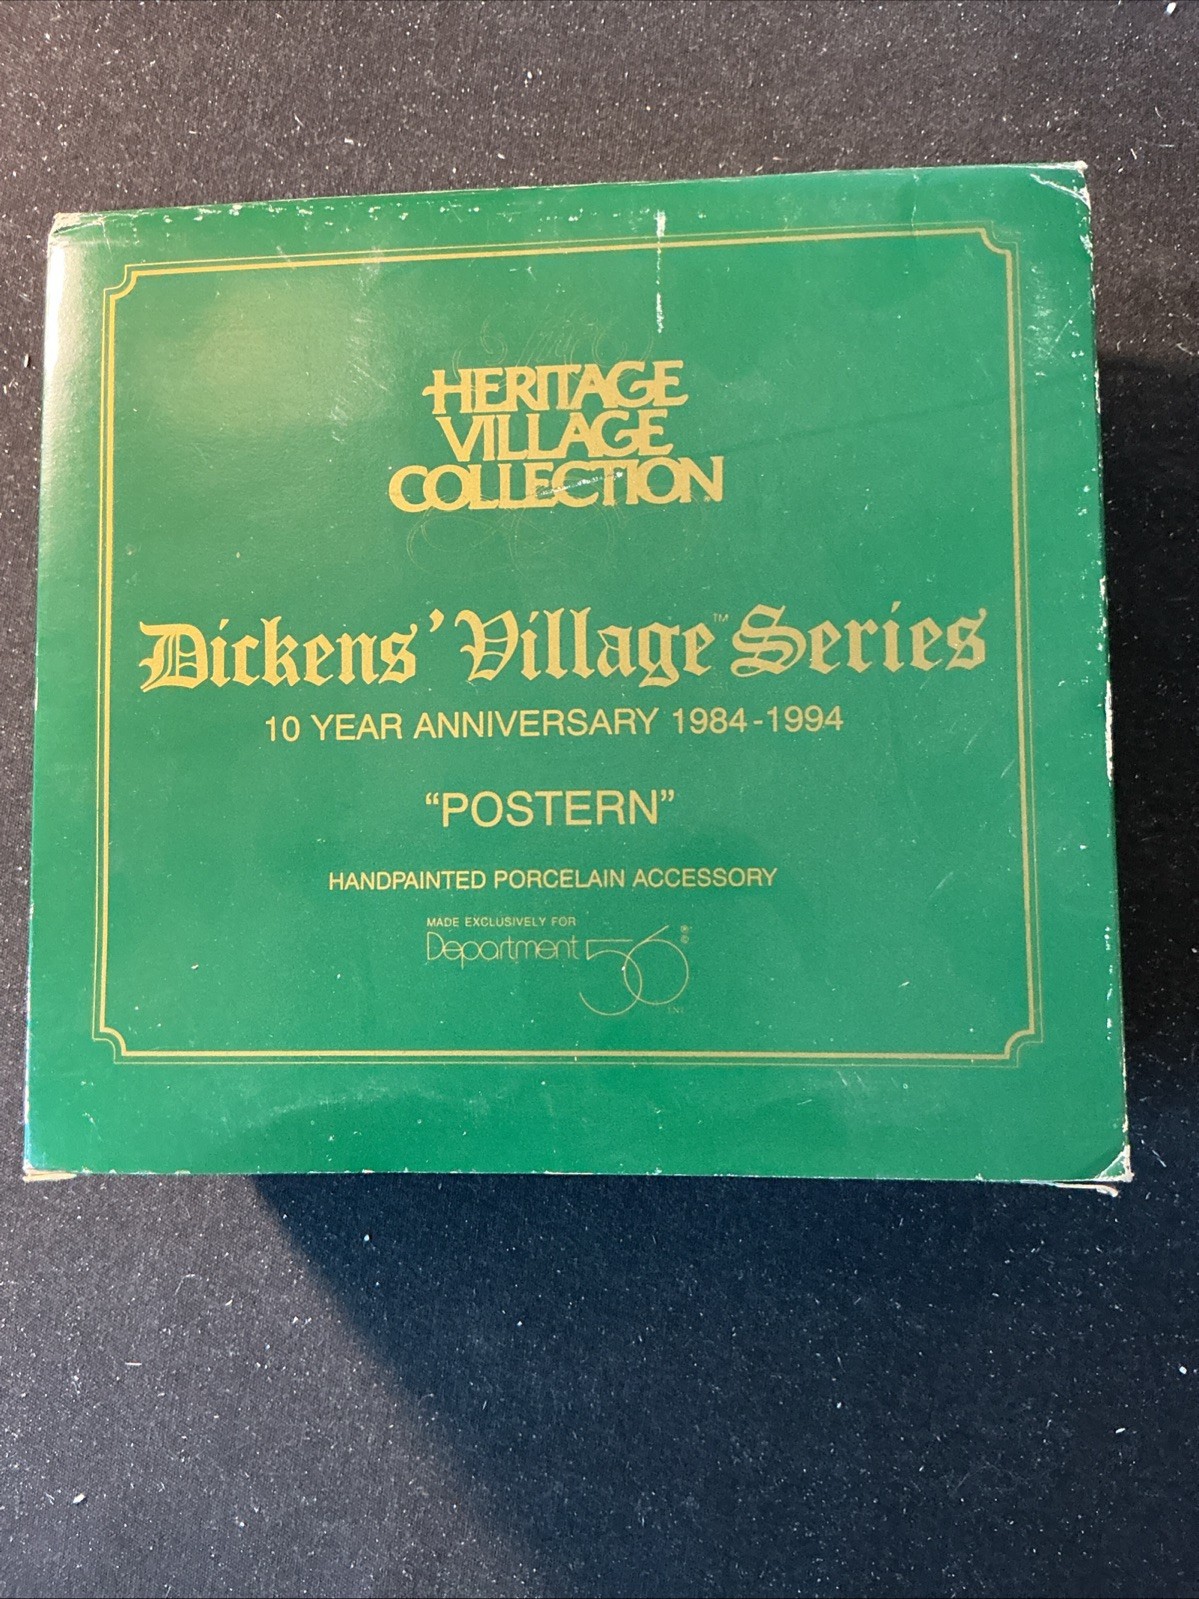 HERITAGE
VILLAGE
COLLECTION®
Dickens' Village™ Series
10 YEAR ANNIVERSARY 1984-1994
“POSTERN”
HANDPAINTED PORCELAIN ACCESSORY
MADE EXCLUSIVELY FOR
Department 56®